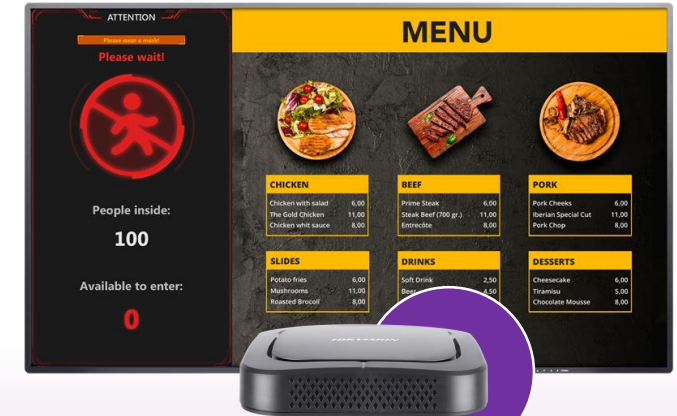 ATTENTION
Please wear a mask!
Please wait!
People inside:
100
Available to enter:
0
MENU
CHICKEN
Chicken with salad 6,00
The Gold Chicken 11,00
Chicken whit sauce 8,00
BEEF
Prime Steak 6,00
Steak Beef (700 gr.) 11,00
Entrecôte 8,00
PORK
Pork Cheeks 6,00
Iberian Special Cut 11,00
Pork Chop 8,00
SLIDES
Potato fries 6,00
Mushrooms 11,00
Roasted Brocoli 8,00
DRINKS
Soft Drink 2,50
Beer 4,50
DESSERTS
Cheesecake 6,00
Tiramisu 5,00
Chocolate Mousse 8,00
HIKVISION